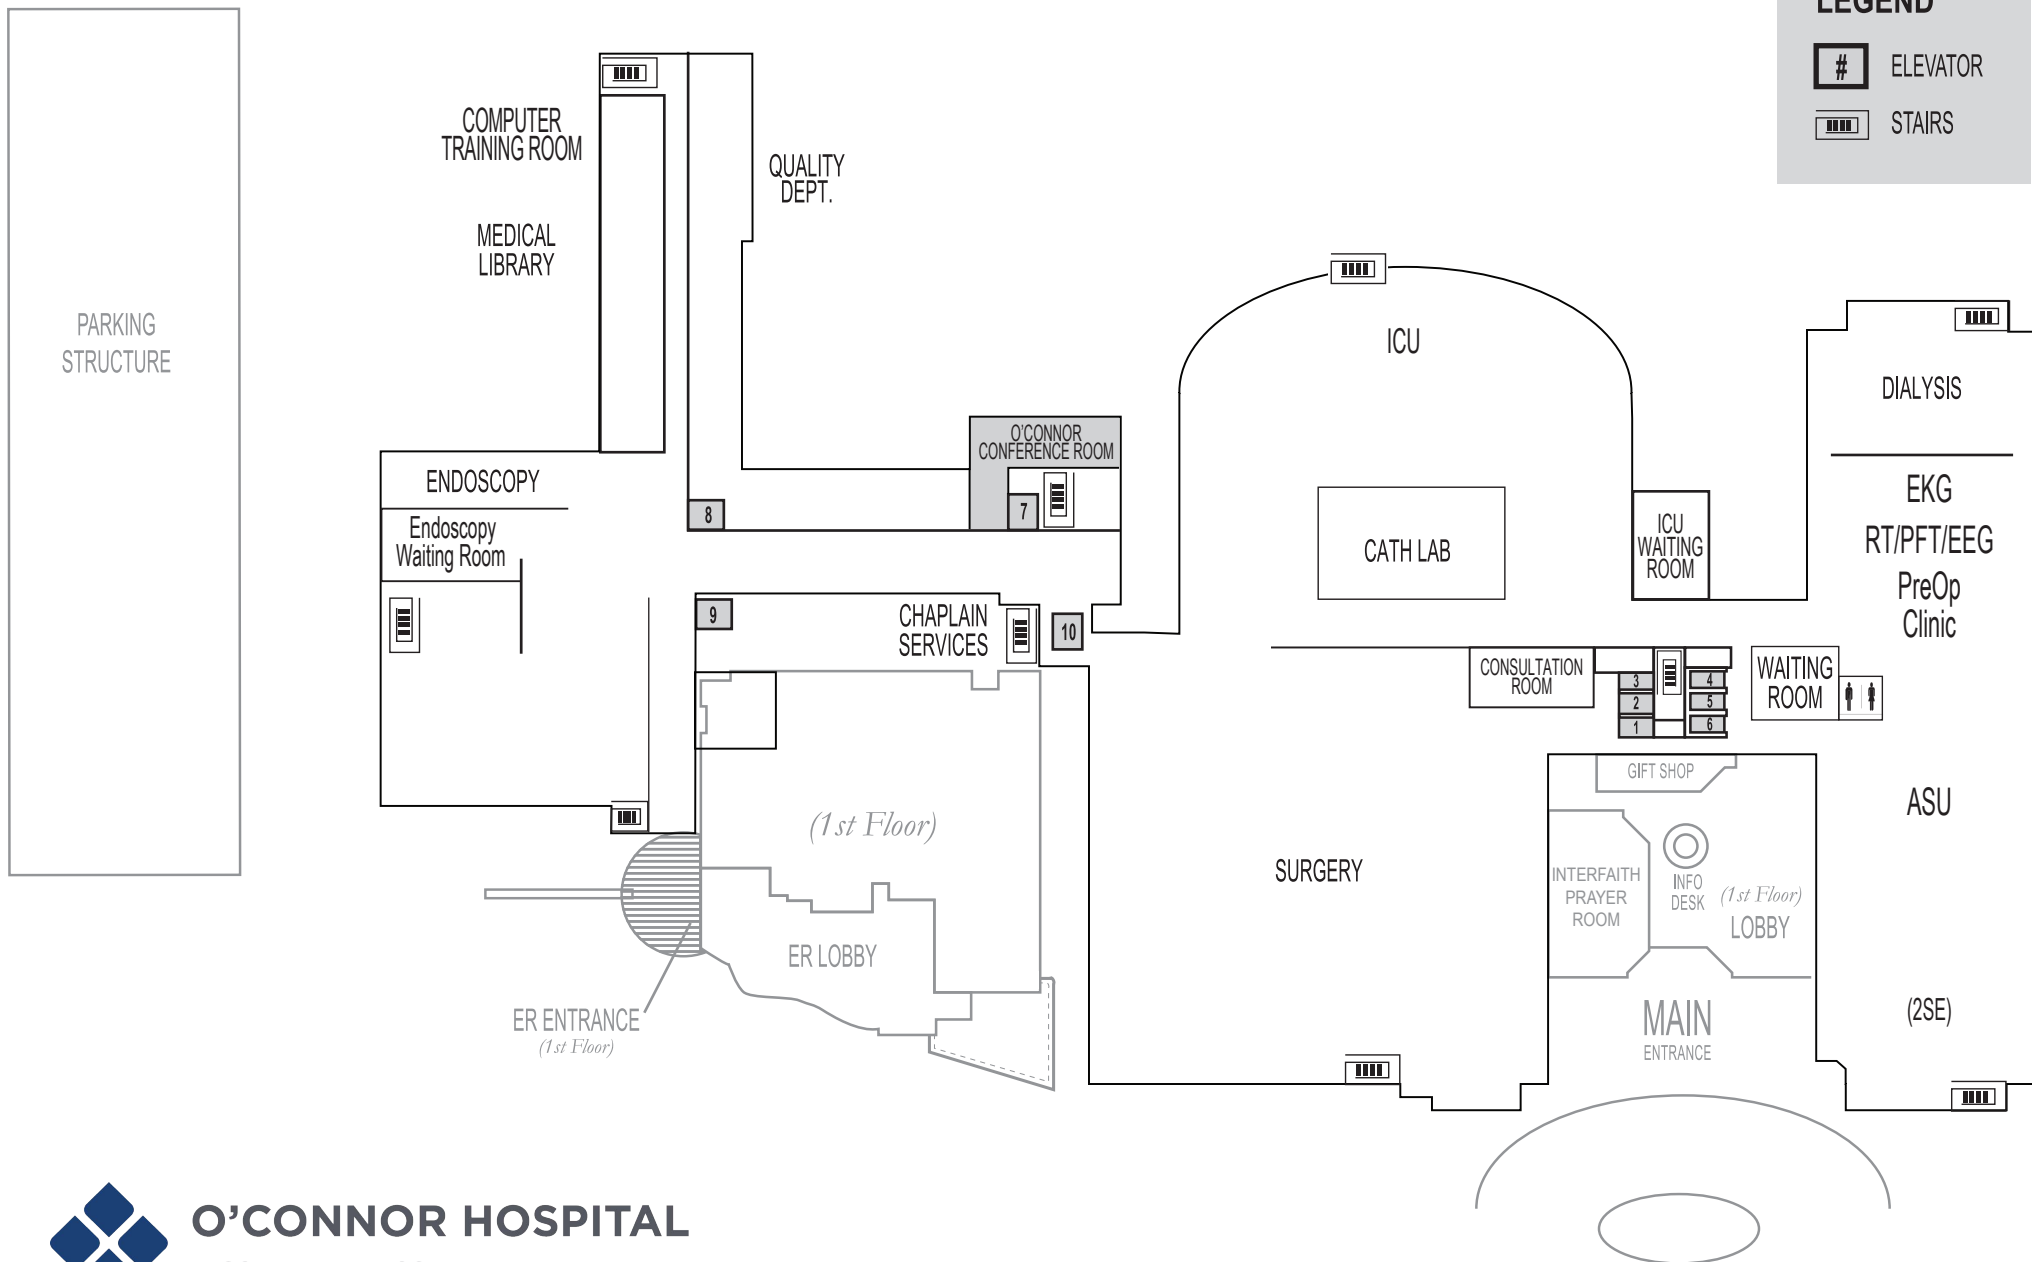 LEGEND
#
ELEVATOR
STAIRS
COMPUTER
TRAINING ROOM
QUALITY
DEPT.
MEDICAL
LIBRARY
PARKING
STRUCTURE
ICU
DIALYSIS
O'CONNOR
CONFERENCE ROOM
ENDOSCOPY
Endoscopy
Waiting Room
8
7
CATH LAB
ICU
WAITING
ROOM
EKG
RT/PFT/EEG
PreOp
Clinic
9
CHAPLAIN
SERVICES
10
CONSULTATION
ROOM
3
2
1
4
5
6
WAITING
ROOM
GIFT SHOP
ASU
(1st Floor)
SURGERY
INTERFAITH
PRAYER
ROOM
INFO
DESK
(1st Floor)
LOBBY
ER LOBBY
ER ENTRANCE
(1st Floor)
MAIN
ENTRANCE
(2SE)
O'CONNOR HOSPITAL